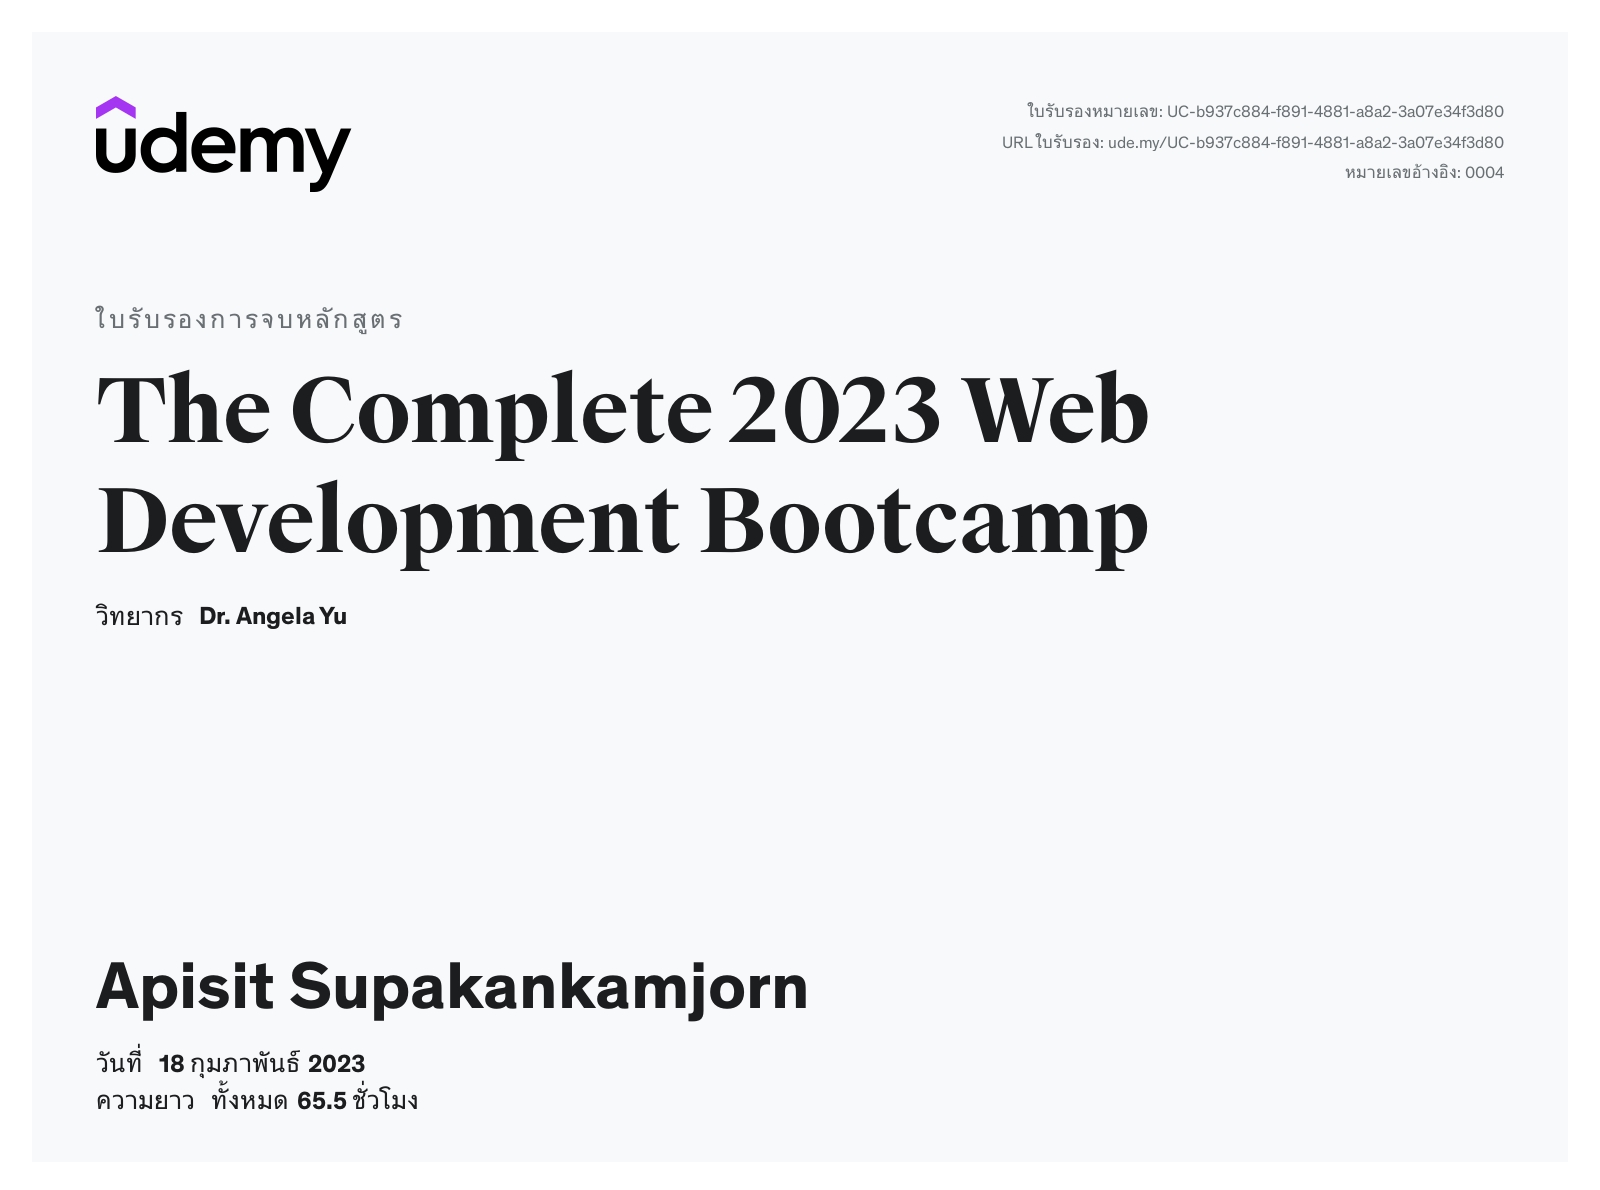 udemy
ใบรับรองหมายเลข: UC-b937c884-f891-4881-a8a2-3a07e34f3d80
URLใบรับรอง: ude.my/UC-b937c884-f891-4881-a8a2-3a07e34f3d80
หมายเลขอ้างอิง: 0004
ใบรับรองการจบหลักสูตร
The Complete 2023 Web
Development Bootcamp
วิทยากร Dr. Angela Yu
Apisit Supakankamjorn
วันที่ 18 กุมภาพันธ์ 2023
ความยาว ทั้งหมด 65.5 ชั่วโมง